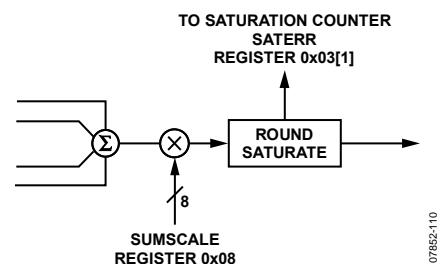 TO SATURATION COUNTER
SATERR
REGISTER 0x03[1]
Σ
×
ROUND
SATURATE
8
SUMSCALE
REGISTER 0x08
07852-110